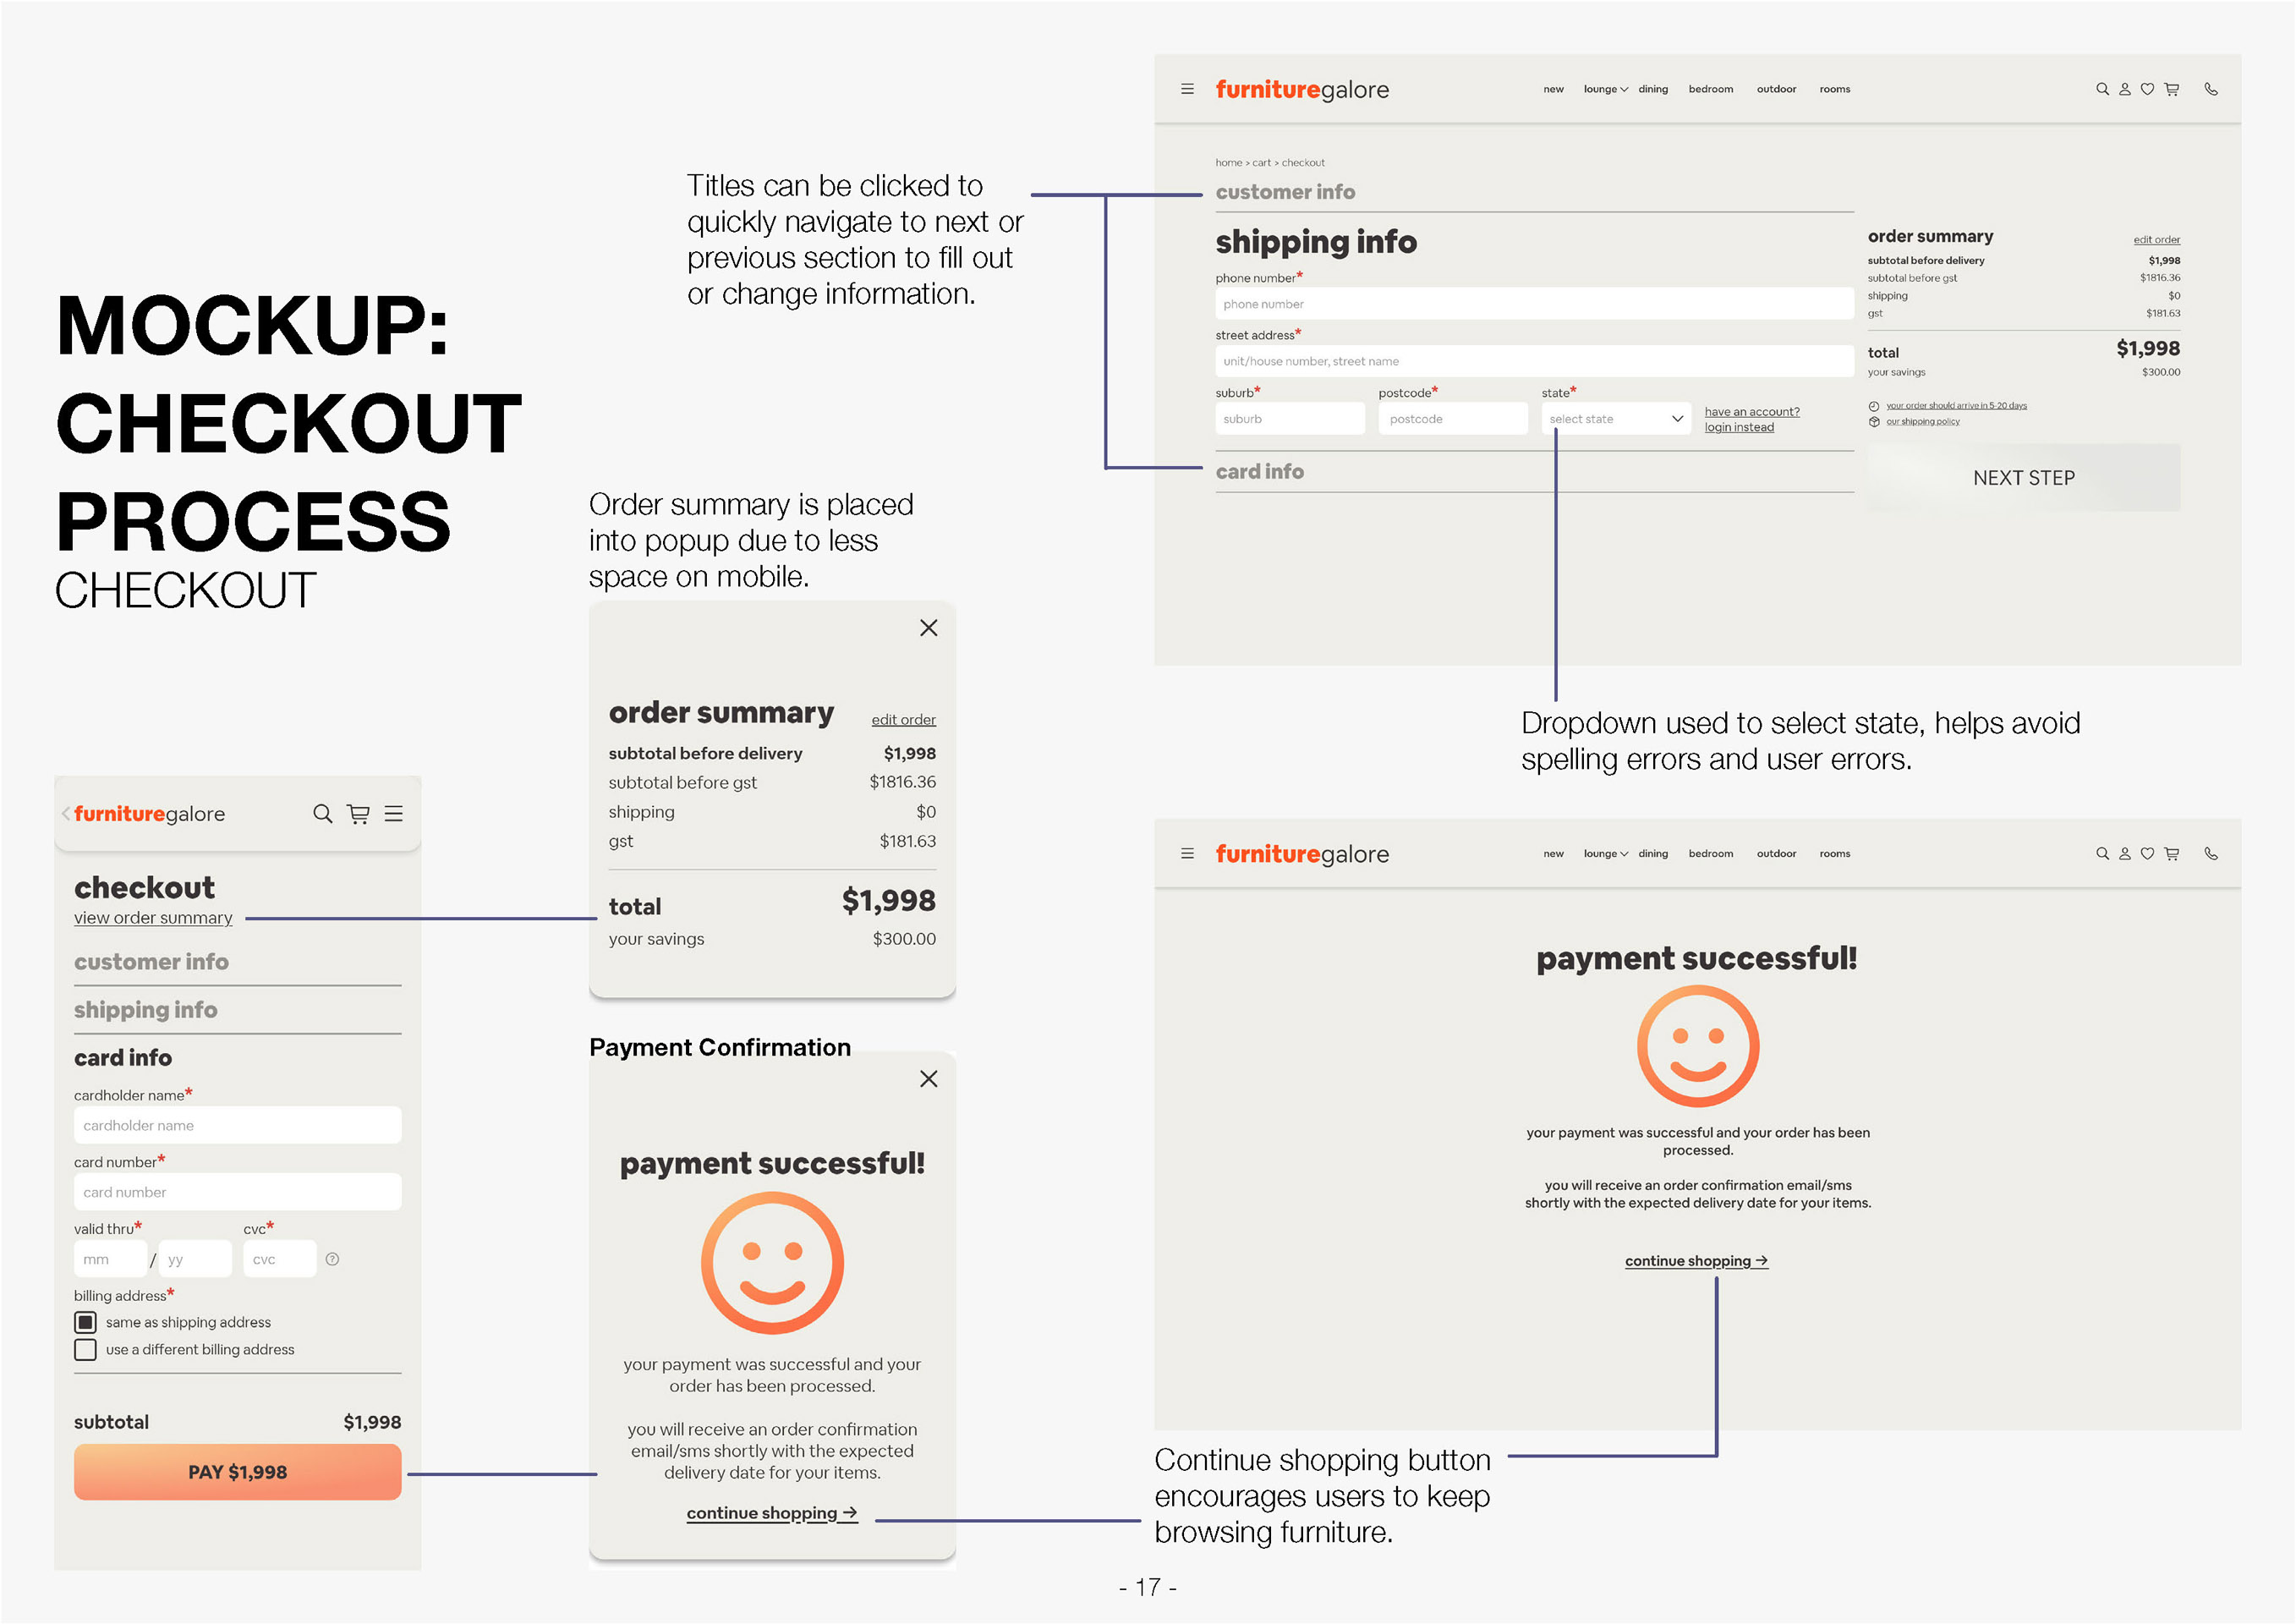 MOCKUP:
CHECKOUT
PROCESS
CHECKOUT
Titles can be clicked to
quickly navigate to next or
previous section to fill out
or change information.
furnituregalore
new lounge dining bedroom outdoor rooms
home > cart > checkout
customer info
shipping info
phone number*
phone number
street address*
unit/house number, street name
suburb* postcode* state*
suburb postcode select state
have an account?
login instead
card info
order summary edit order
subtotal before delivery $1,998
subtotal before gst $1816.36
shipping $0
gst $181.63
total $1,998
your savings $300.00
your order should arrive in 5-20 days
our shipping policy
NEXT STEP
Dropdown used to select state, helps avoid
spelling errors and user errors.
Order summary is placed
into popup due to less
space on mobile.
order summary edit order
subtotal before delivery $1,998
subtotal before gst $1816.36
shipping $0
gst $181.63
total $1,998
your savings $300.00
furnituregalore
checkout
view order summary
customer info
shipping info
card info
cardholder name*
cardholder name
card number*
card number
valid thru* cvc*
mm / yy cvc ?
billing address*
same as shipping address
use a different billing address
subtotal $1,998
PAY $1,998
Payment Confirmation
payment successful!
your payment was successful and your
order has been processed.
you will receive an order confirmation
email/sms shortly with the expected
delivery date for your items.
continue shopping →
furnituregalore
new lounge dining bedroom outdoor rooms
payment successful!
your payment was successful and your order has been
processed.
you will receive an order confirmation email/sms
shortly with the expected delivery date for your items.
continue shopping →
Continue shopping button
encourages users to keep
browsing furniture.
- 17 -